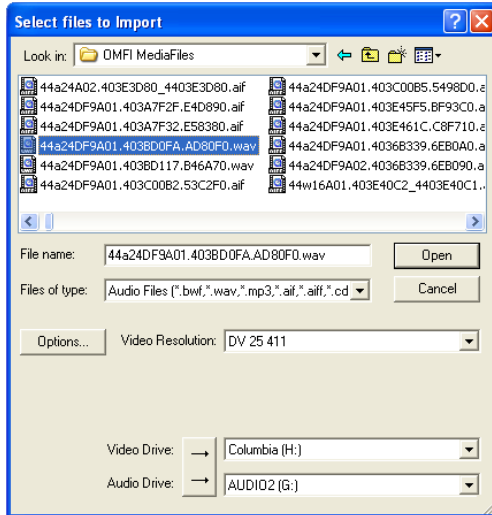 Select files to Import
Look in: OMFI MediaFiles
44a24A02.403E3D80_4403E3D80.aif
44a24DF9A01.403A7F2F.E4D890.aif
44a24DF9A01.403A7F32.E58380.aif
44a24DF9A01.403BD0FA.AD80F0.wav
44a24DF9A01.403BD117.B46A70.wav
44a24DF9A01.403C00B2.53C2F0.aif
44a24DF9A01.403C00B5.5498D0.a
44a24DF9A01.403E45F5.BF93C0.a
44a24DF9A01.403E461C.C8F710.a
44a24DF9A01.4036B339.6EB0A0.a
44a24DF9A02.4036B339.6EB090.a
44w16A01.403E40C2_4403E40C1.
File name: 44a24DF9A01.403BD0FA.AD80F0.wav Open
Files of type: Audio Files (*.bwf,*.wav,*.mp3,*.aif,*.aiff,*.cd Cancel
Options... Video Resolution: DV 25 411
Video Drive: → Columbia (H:)
Audio Drive: → AUDIO2 (G:)